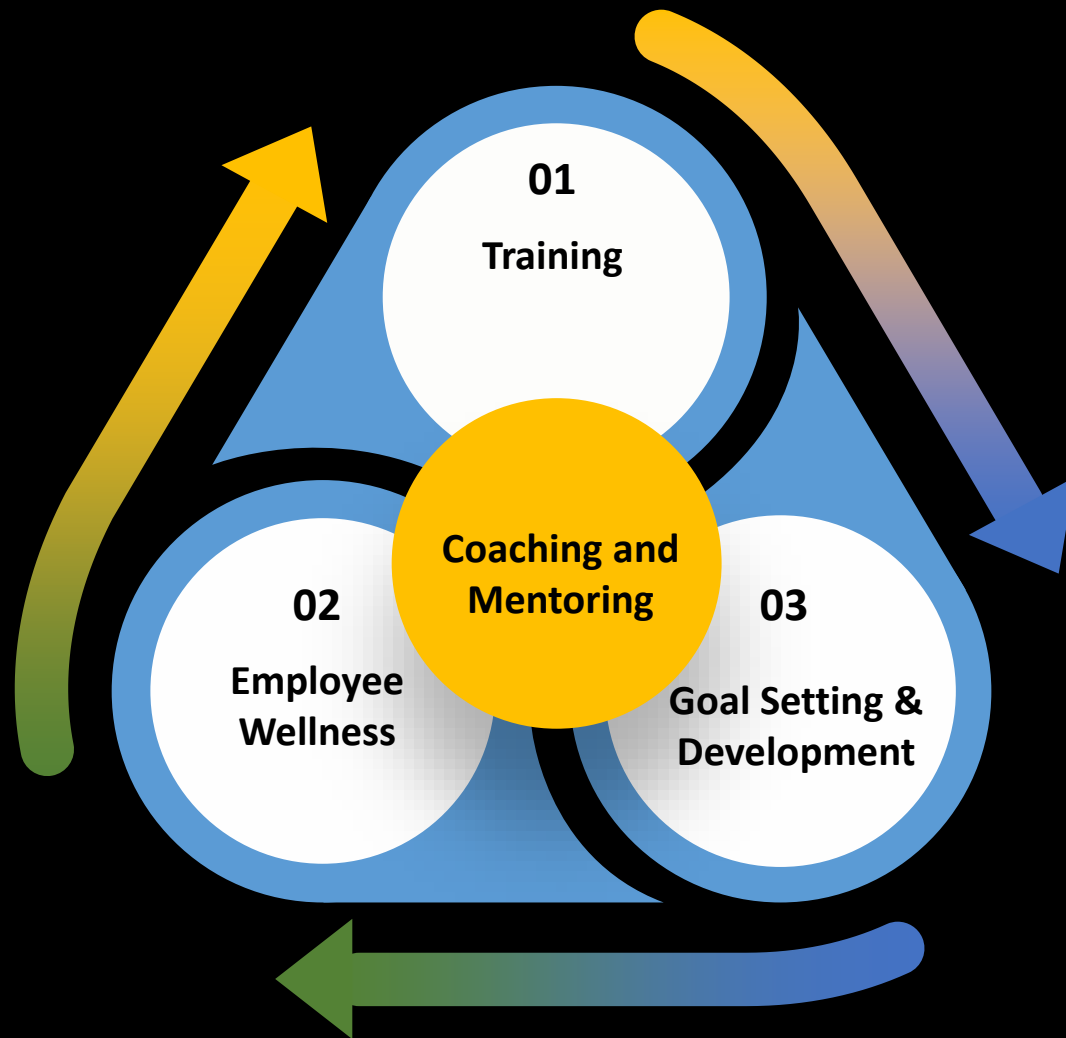 01
Training
Coaching and
Mentoring
02
Employee
Wellness
03
Goal Setting &
Development